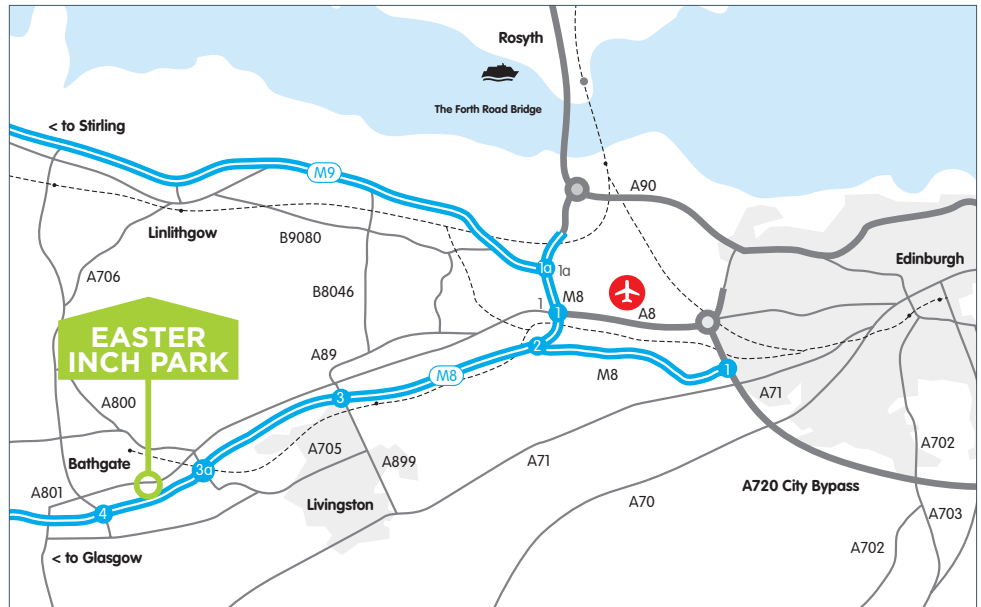 Rosyth
The Forth Road Bridge
< to Stirling
M9
A90
Linlithgow
B9080
Edinburgh
1a
1a
A706
B8046
M8
1
1
A8
EASTER
INCH PARK
A89
2
M8
M8
1
A71
A800
3
A702
Bathgate
3a
A705
A899
A71
A801
Livingston
A70
A720 City Bypass
4
A703
A702
< to Glasgow